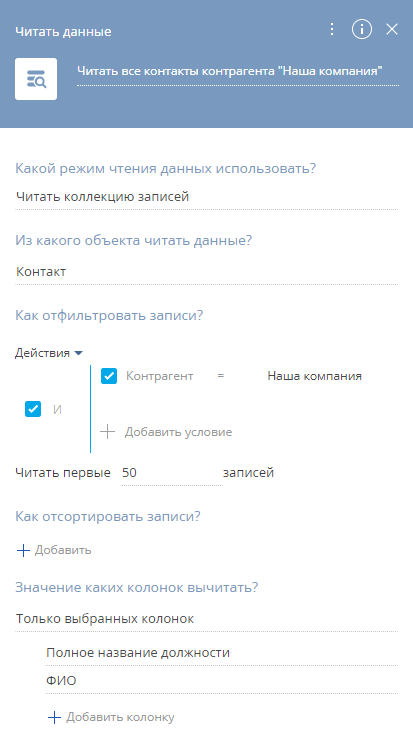 Читать данные
Читать все контакты контрагента "Наша компания"
Какой режим чтения данных использовать?
Читать коллекцию записей
Из какого объекта читать данные?
Контакт
Как отфильтровать записи?
Действия
Контрагент = Наша компания
И
Добавить условие
Читать первые 50 записей
Как отсортировать записи?
Добавить
Значение каких колонок вычитать?
Только выбранных колонок
Полное название должности
ФИО
Добавить колонку